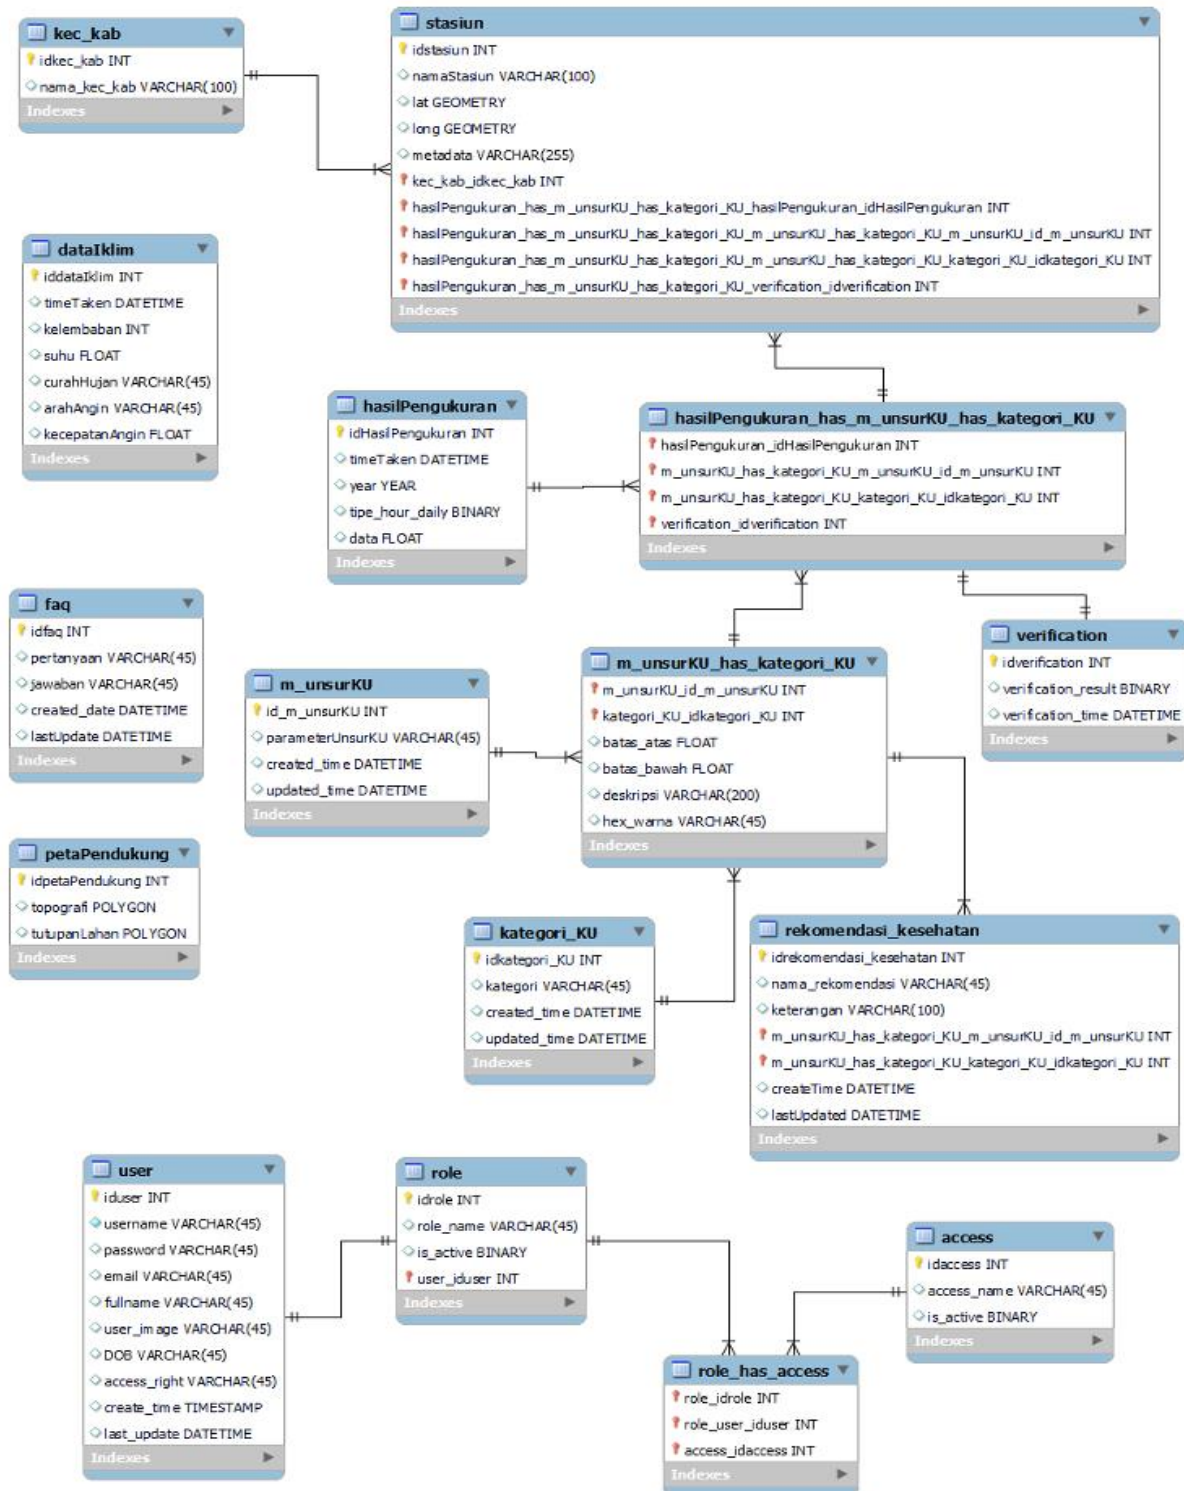 kec_kab
idkec_kab INT
nama_kec_kab VARCHAR(100)
Indexes
stasiun
idstasiun INT
namaStasiun VARCHAR(100)
lat GEOMETRY
long GEOMETRY
metadata VARCHAR(255)
kec_kab_idkec_kab INT
hasilPengukuran_has_m_unsurKU_has_kategori_KU_hasilPengukuran_idHasilPengukuran INT
hasilPengukuran_has_m_unsurKU_has_kategori_KU_m_unsurKU_has_kategori_KU_m_unsurKU_id_m_unsurKU INT
hasilPengukuran_has_m_unsurKU_has_kategori_KU_m_unsurKU_has_kategori_KU_kategori_KU_idkategori_KU INT
hasilPengukuran_has_m_unsurKU_has_kategori_KU_verification_idverification INT
Indexes
dataIklim
iddataIklim INT
timeTaken DATETIME
kelembaban INT
suhu FLOAT
curahHujan VARCHAR(45)
arahAngin VARCHAR(45)
kecepatanAngin FLOAT
Indexes
hasilPengukuran
idHasilPengukuran INT
timeTaken DATETIME
year YEAR
tipe_hour_daily BINARY
data FLOAT
Indexes
hasilPengukuran_has_m_unsurKU_has_kategori_KU
hasilPengukuran_idHasilPengukuran INT
m_unsurKU_has_kategori_KU_m_unsurKU_id_m_unsurKU INT
m_unsurKU_has_kategori_KU_kategori_KU_idkategori_KU INT
verification_idverification INT
Indexes
faq
idfaq INT
pertanyaan VARCHAR(45)
jawaban VARCHAR(45)
created_date DATETIME
lastUpdate DATETIME
Indexes
m_unsurKU
id_m_unsurKU INT
parameterUnsurKU VARCHAR(45)
created_time DATETIME
updated_time DATETIME
Indexes
m_unsurKU_has_kategori_KU
m_unsurKU_id_m_unsurKU INT
kategori_KU_idkategori_KU INT
batas_atas FLOAT
batas_bawah FLOAT
deskripsi VARCHAR(200)
hex_warna VARCHAR(45)
Indexes
verification
idverification INT
verification_result BINARY
verification_time DATETIME
Indexes
petaPendukung
idpetaPendukung INT
topografi POLYGON
tutupanLahan POLYGON
Indexes
kategori_KU
idkategori_KU INT
kategori VARCHAR(45)
created_time DATETIME
updated_time DATETIME
Indexes
rekomendasi_kesehatan
idrekomendasi_kesehatan INT
nama_rekomendasi VARCHAR(45)
keterangan VARCHAR(100)
m_unsurKU_has_kategori_KU_m_unsurKU_id_m_unsurKU INT
m_unsurKU_has_kategori_KU_kategori_KU_idkategori_KU INT
createTime DATETIME
lastUpdated DATETIME
Indexes
user
iduser INT
username VARCHAR(45)
password VARCHAR(45)
email VARCHAR(45)
fullname VARCHAR(45)
user_image VARCHAR(45)
DOB VARCHAR(45)
access_right VARCHAR(45)
create_time TIMESTAMP
last_update DATETIME
Indexes
role
idrole INT
role_name VARCHAR(45)
is_active BINARY
user_iduser INT
Indexes
access
idaccess INT
access_name VARCHAR(45)
is_active BINARY
Indexes
role_has_access
role_idrole INT
role_user_iduser INT
access_idaccess INT
Indexes